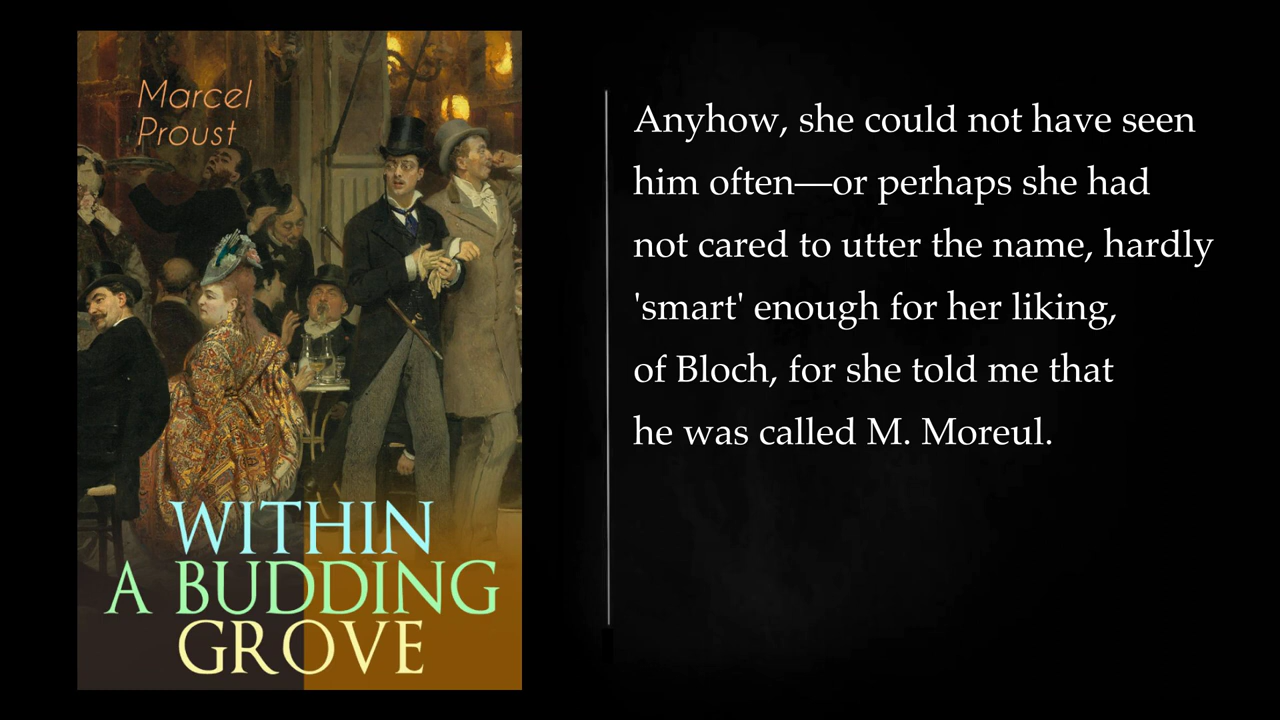 Marcel
Proust
WITHIN
A BUDDING
GROVE
Anyhow, she could not have seen
him often—or perhaps she had
not cared to utter the name, hardly
'smart' enough for her liking,
of Bloch, for she told me that
he was called M. Moreul.